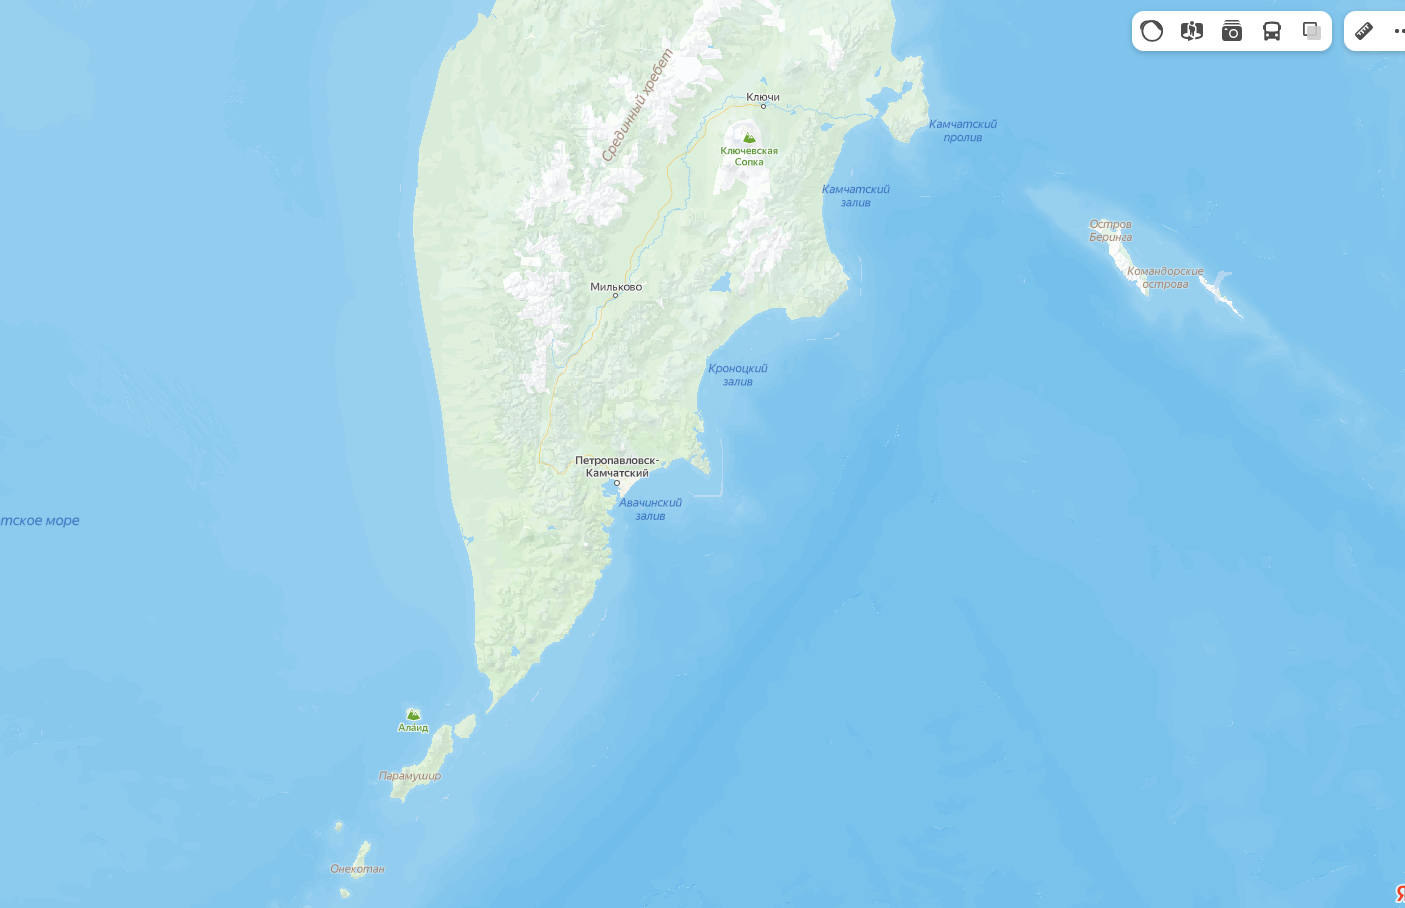 Срединный хребет
Ключи
Ключевская
Сопка
Камчатский
пролив
Камчатский
залив
Остров
Беринга
Командорские
острова
Мильково
Кроноцкий
залив
Петропавловск-
Камчатский
Авачинский
залив
тское море
Алаид
Парамушир
Онекотан
Я